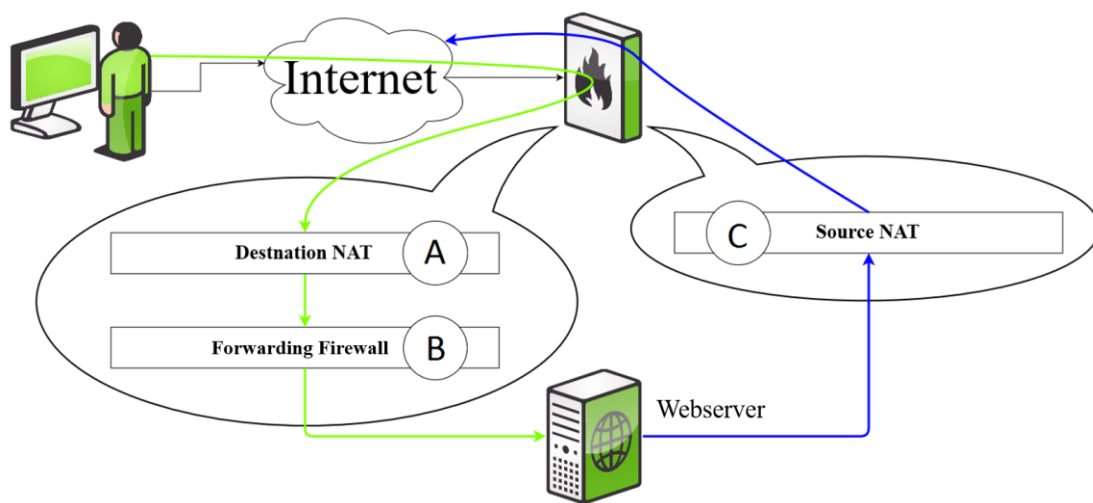 Internet
Destnation NAT A
C Source NAT
Forwarding Firewall B
Webserver